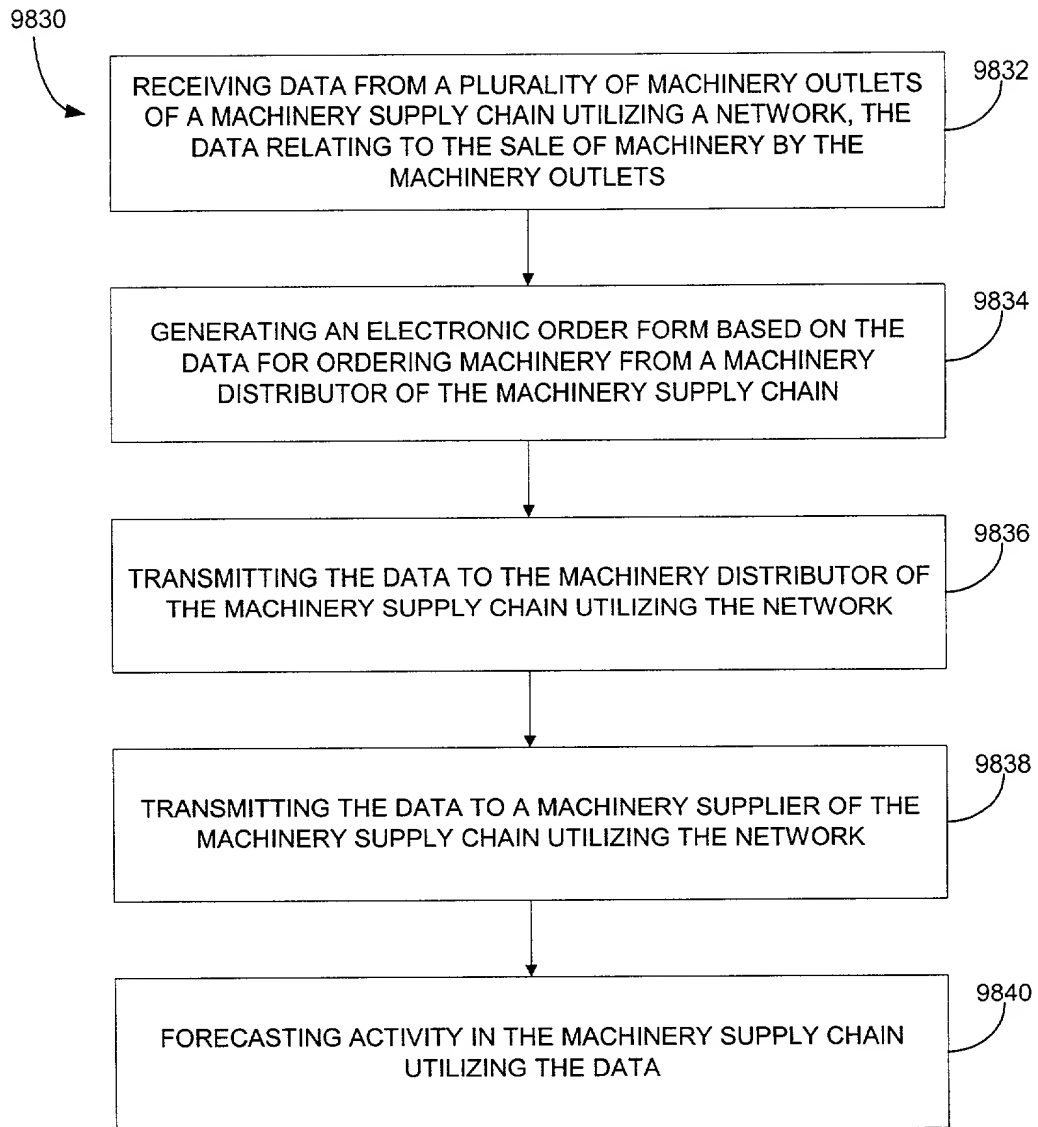 9830
RECEIVING DATA FROM A PLURALITY OF MACHINERY OUTLETS
OF A MACHINERY SUPPLY CHAIN UTILIZING A NETWORK, THE
DATA RELATING TO THE SALE OF MACHINERY BY THE
MACHINERY OUTLETS
9832
GENERATING AN ELECTRONIC ORDER FORM BASED ON THE
DATA FOR ORDERING MACHINERY FROM A MACHINERY
DISTRIBUTOR OF THE MACHINERY SUPPLY CHAIN
9834
TRANSMITTING THE DATA TO THE MACHINERY DISTRIBUTOR OF
THE MACHINERY SUPPLY CHAIN UTILIZING THE NETWORK
9836
TRANSMITTING THE DATA TO A MACHINERY SUPPLIER OF THE
MACHINERY SUPPLY CHAIN UTILIZING THE NETWORK
9838
FORECASTING ACTIVITY IN THE MACHINERY SUPPLY CHAIN
UTILIZING THE DATA
9840